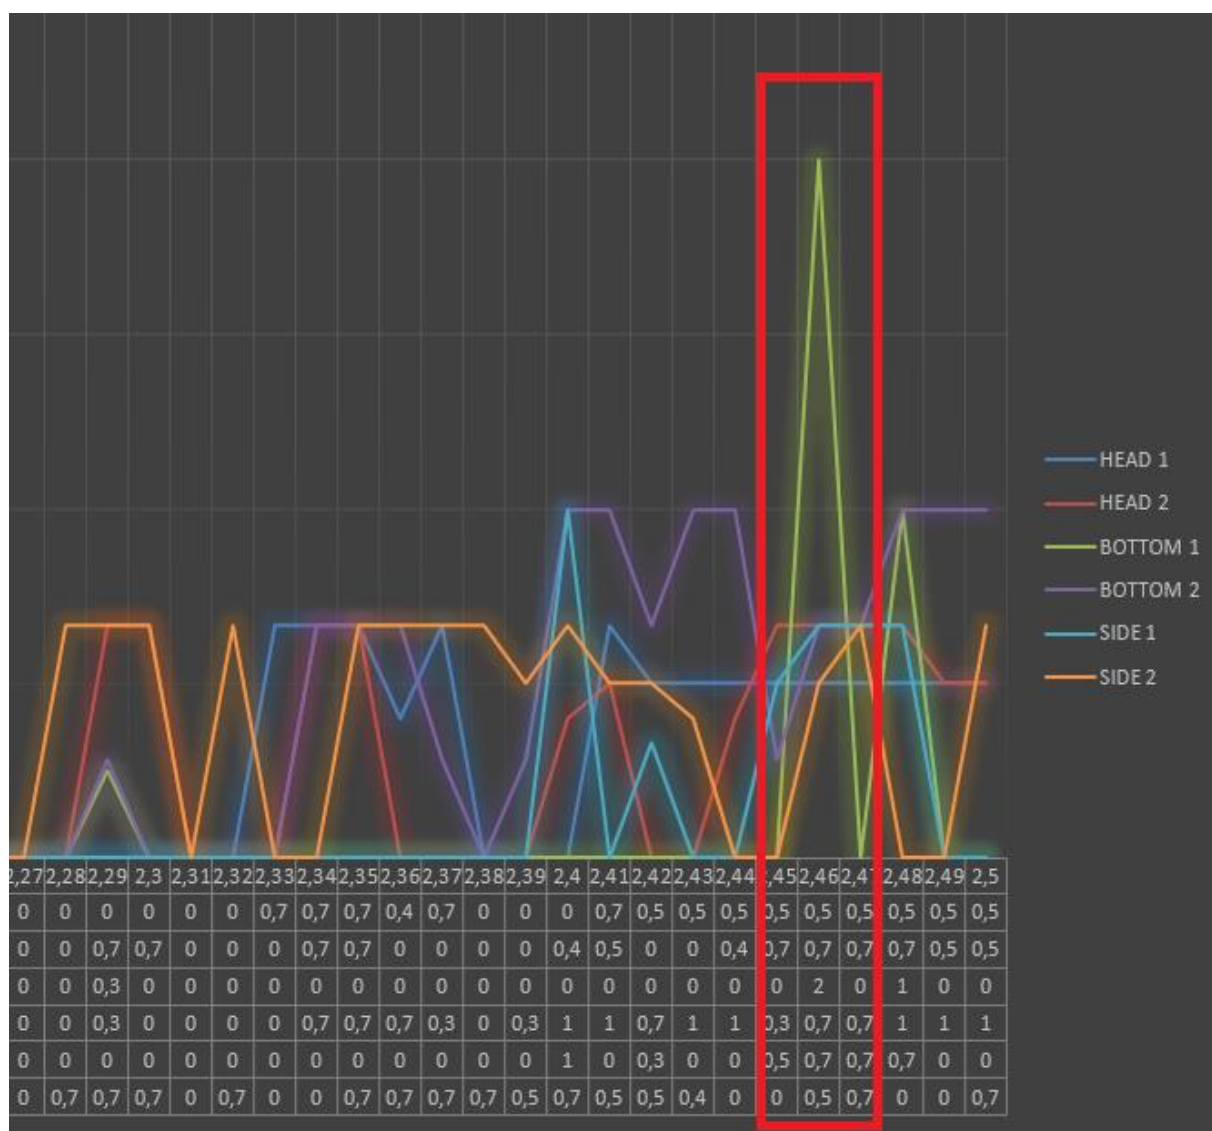 HEAD 1
HEAD 2
BOTTOM 1
BOTTOM 2
SIDE 1
SIDE 2
2,27 2,28 2,29 2,3 2,31 2,32 2,33 2,34 2,35 2,36 2,37 2,38 2,39 2,4 2,41 2,42 2,43 2,44 2,45 2,46 2,47 2,48 2,49 2,5
0 0 0 0 0 0 0,7 0,7 0,7 0,4 0,7 0 0 0 0,7 0,5 0,5 0,5 0,5 0,5 0,5 0,5 0,5 0,5
0 0 0,7 0,7 0 0 0 0,7 0,7 0 0 0 0 0,4 0,5 0 0 0,4 0,7 0,7 0,7 0,7 0,5 0,5
0 0 0,3 0 0 0 0 0 0 0 0 0 0 0 0 0 0 0 0 2 0 1 0 0
0 0 0,3 0 0 0 0 0,7 0,7 0,7 0,3 0 0,3 1 1 0,7 1 1 0,3 0,7 0,7 1 1 1
0 0 0 0 0 0 0 0 0 0 0 0 0 1 0 0,3 0 0 0,5 0,7 0,7 0,7 0 0
0 0,7 0,7 0,7 0 0,7 0 0 0,7 0,7 0,7 0,7 0,5 0,7 0,5 0,5 0,4 0 0 0,5 0,7 0 0 0,7